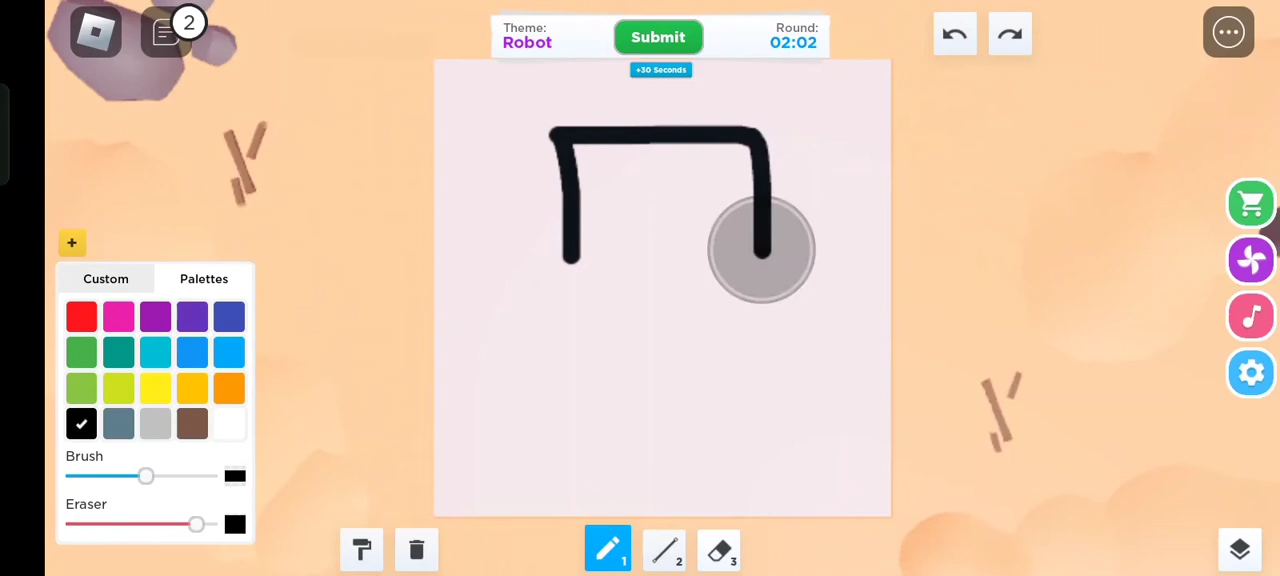 2
Theme:
Robot
Submit
Round:
02:02
+30 Seconds
+
Custom
Palettes
Brush
Eraser
1
2
3